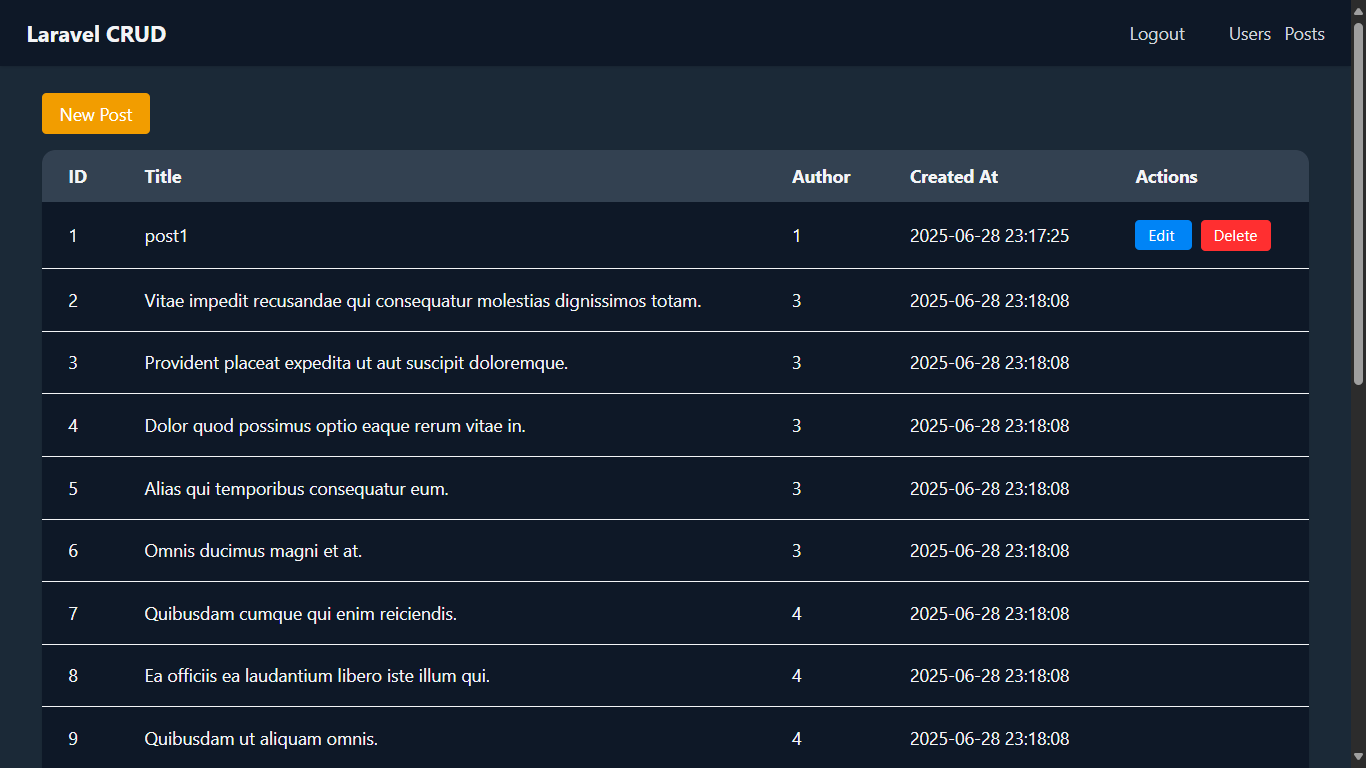 Laravel CRUD Logout Users Posts
New Post
ID Title Author Created At Actions
1 post1 1 2025-06-28 23:17:25 Edit Delete
2 Vitae impedit recusandae qui consequatur molestias dignissimos totam. 3 2025-06-28 23:18:08
3 Provident placeat expedita ut aut suscipit doloremque. 3 2025-06-28 23:18:08
4 Dolor quod possimus optio eaque rerum vitae in. 3 2025-06-28 23:18:08
5 Alias qui temporibus consequatur eum. 3 2025-06-28 23:18:08
6 Omnis ducimus magni et at. 3 2025-06-28 23:18:08
7 Quibusdam cumque qui enim reiciendis. 4 2025-06-28 23:18:08
8 Ea officiis ea laudantium libero iste illum qui. 4 2025-06-28 23:18:08
9 Quibusdam ut aliquam omnis. 4 2025-06-28 23:18:08